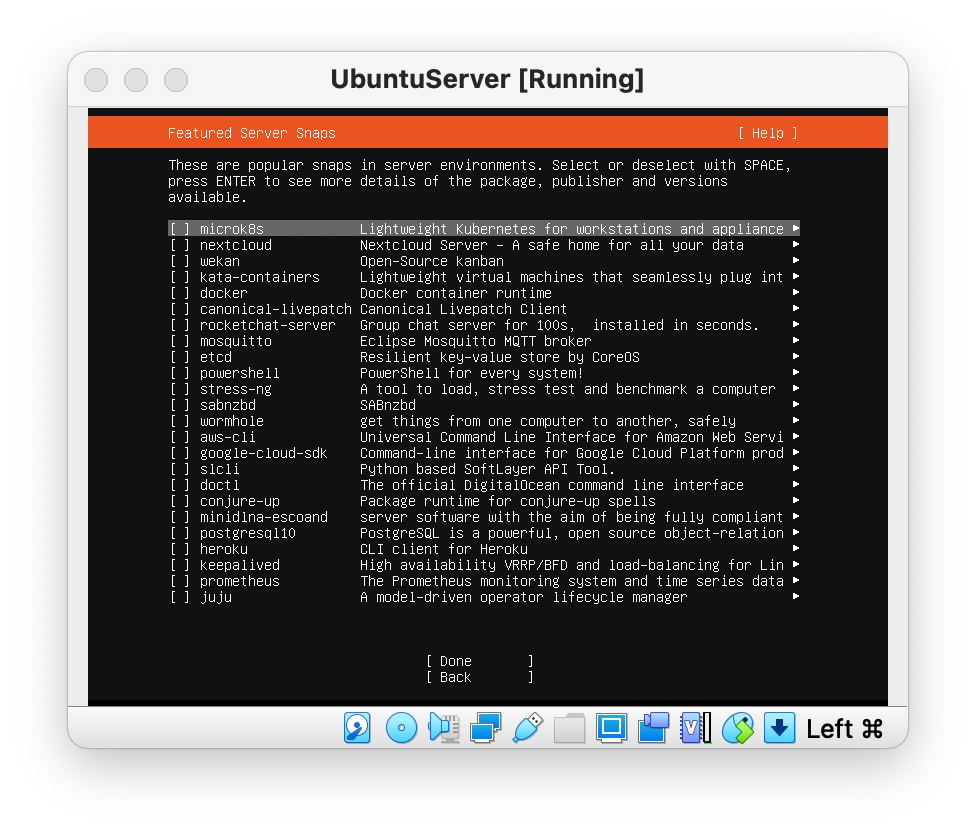 UbuntuServer [Running]
Featured Server Snaps [ Help ]
These are popular snaps in server environments. Select or deselect with SPACE,
press ENTER to see more details of the package, publisher and versions
available.
[ ] microk8s Lightweight Kubernetes for workstations and appliance ▸
[ ] nextcloud Nextcloud Server - A safe home for all your data ▸
[ ] wekan Open-Source kanban ▸
[ ] kata-containers Lightweight virtual machines that seamlessly plug int ▸
[ ] docker Docker container runtime ▸
[ ] canonical-livepatch Canonical Livepatch Client ▸
[ ] rocketchat-server Group chat server for 100s,  installed in seconds. ▸
[ ] mosquitto Eclipse Mosquitto MQTT broker ▸
[ ] etcd Resilient key-value store by CoreOS ▸
[ ] powershell PowerShell for every system! ▸
[ ] stress-ng A tool to load, stress test and benchmark a computer ▸
[ ] sabnzbd SABnzbd ▸
[ ] wormhole get things from one computer to another, safely ▸
[ ] aws-cli Universal Command Line Interface for Amazon Web Servi ▸
[ ] google-cloud-sdk Command-line interface for Google Cloud Platform prod ▸
[ ] slcli Python based SoftLayer API Tool. ▸
[ ] doctl The official DigitalOcean command line interface ▸
[ ] conjure-up Package runtime for conjure-up spells ▸
[ ] minidlna-escoand server software with the aim of being fully compliant ▸
[ ] postgresql10 PostgreSQL is a powerful, open source object-relation ▸
[ ] heroku CLI client for Heroku ▸
[ ] keepalived High availability VRRP/BFD and load-balancing for Lin ▸
[ ] prometheus The Prometheus monitoring system and time series data ▸
[ ] juju A model-driven operator lifecycle manager ▸
[ Done ]
[ Back ]
V
Left ⌘